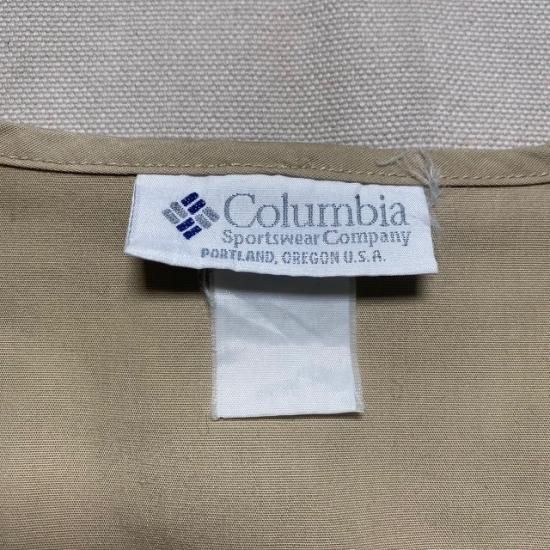 Columbia
Sportswear Company
PORTLAND, OREGON U.S.A.